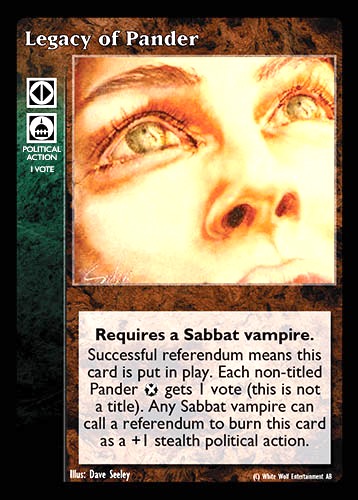 Legacy of Pander
POLITICAL
ACTION
1 VOTE
Requires a Sabbat vampire.
Successful referendum means this
card is put in play. Each non-titled
Pander gets 1 vote (this is not
a title). Any Sabbat vampire can
call a referendum to burn this card
as a +1 stealth political action.
Illus: Dave Seeley
(C) White Wolf Entertainment AB